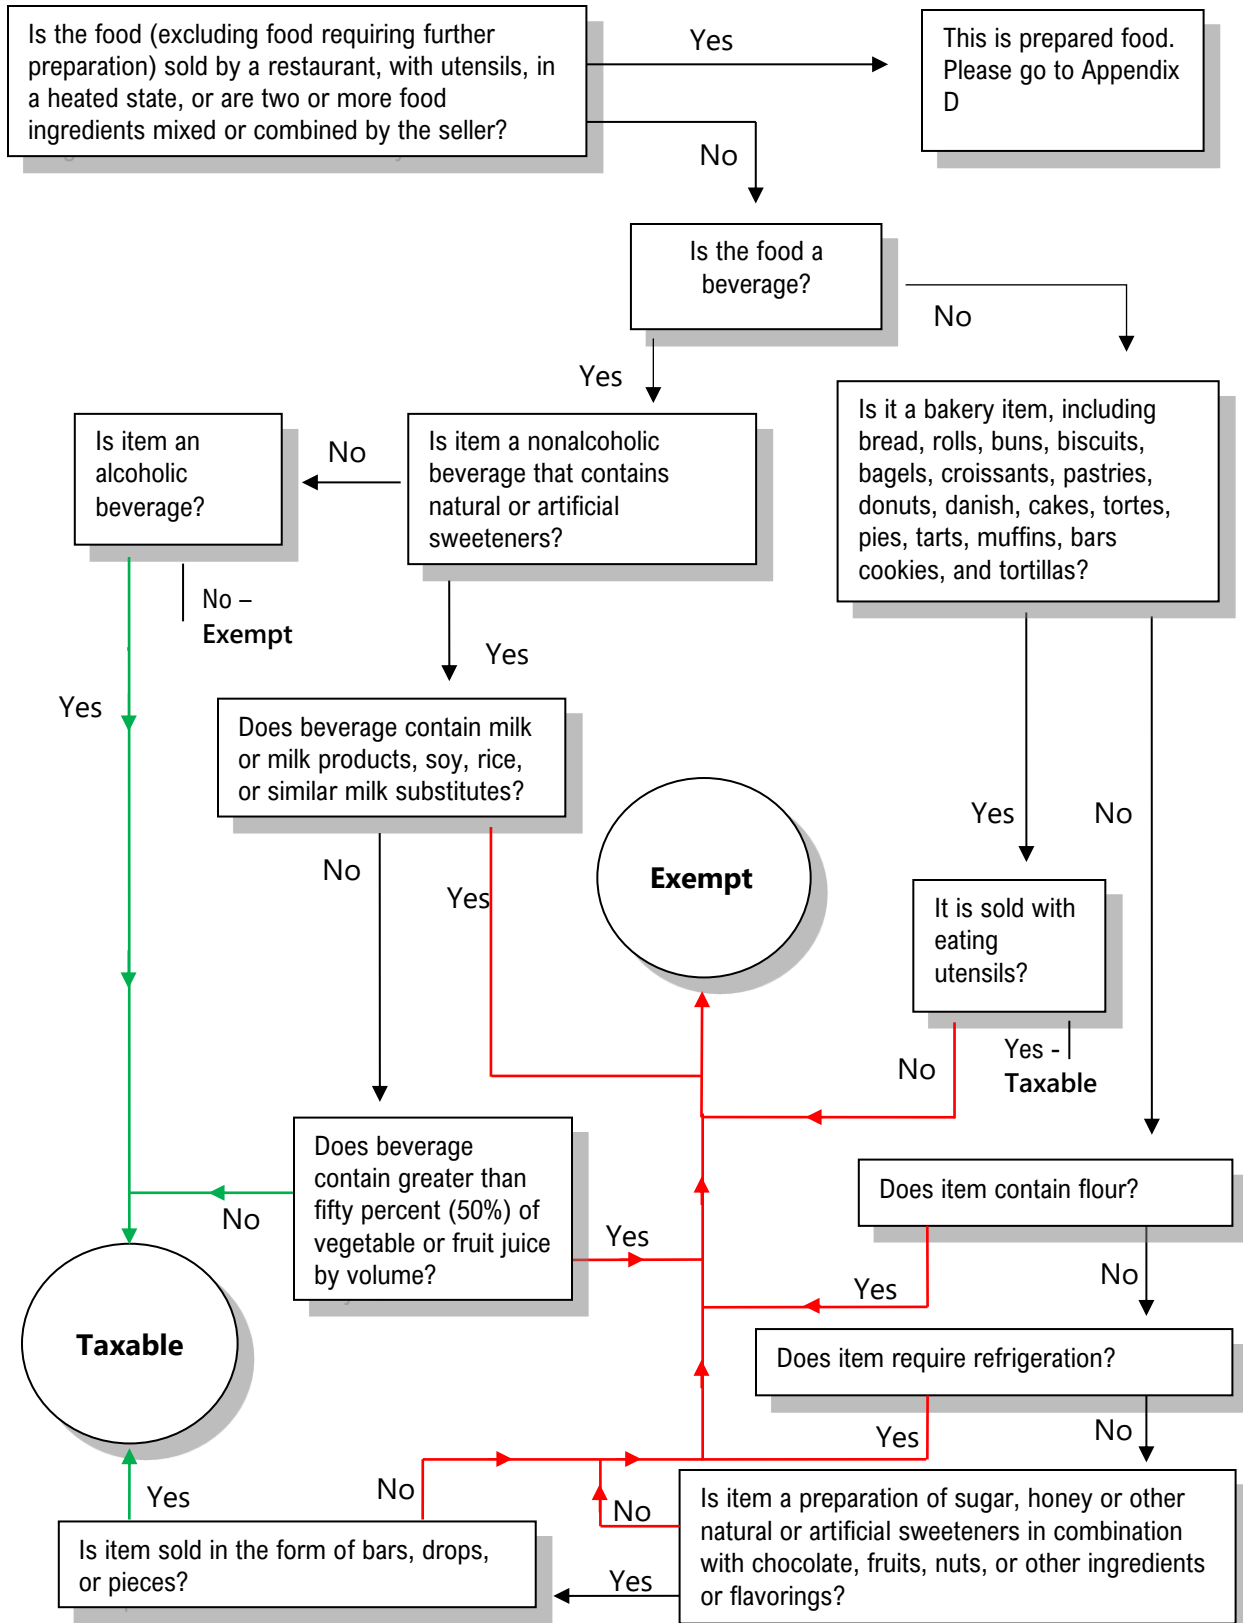 Is the food (excluding food requiring further
preparation) sold by a restaurant, with utensils, in
a heated state, or are two or more food
ingredients mixed or combined by the seller?
Yes
This is prepared food.
Please go to Appendix
D
No
Is the food a
beverage?
No
Yes
Is item an
alcoholic
beverage?
No
Is item a nonalcoholic
beverage that contains
natural or artificial
sweeteners?
Is it a bakery item, including
bread, rolls, buns, biscuits,
bagels, croissants, pastries,
donuts, danish, cakes, tortes,
pies, tarts, muffins, bars
cookies, and tortillas?
No –
Exempt
Yes
Yes
Does beverage contain milk
or milk products, soy, rice,
or similar milk substitutes?
Yes
No
No
Yes
Exempt
It is sold with
eating
utensils?
No
Yes -
Taxable
Does beverage
contain greater than
fifty percent (50%) of
vegetable or fruit juice
by volume?
No
Yes
Does item contain flour?
Yes
No
Taxable
Does item require refrigeration?
Yes
No
Yes
No
No
Is item a preparation of sugar, honey or other
natural or artificial sweeteners in combination
with chocolate, fruits, nuts, or other ingredients
or flavorings?
Yes
Is item sold in the form of bars, drops,
or pieces?